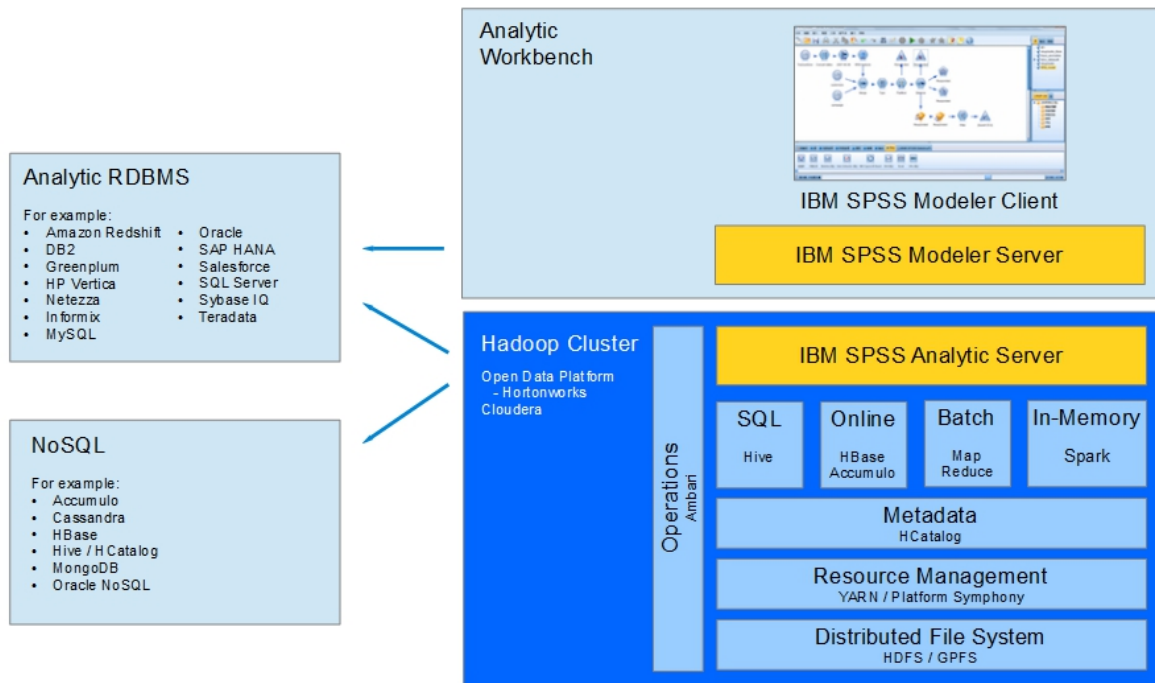 Analytic
Workbench
IBM SPSS Modeler Client
IBM SPSS Modeler Server
Analytic RDBMS
For example:
• Amazon Redshift
• DB2
• Greenplum
• HP Vertica
• Netezza
• Informix
• MySQL
• Oracle
• SAP HANA
• Salesforce
• SQL Server
• Sybase IQ
• Teradata
NoSQL
For example:
• Accumulo
• Cassandra
• HBase
• Hive / HCatalog
• MongoDB
• Oracle NoSQL
Hadoop Cluster
Open Data Platform
- Hortonworks
Cloudera
Operations
Ambari
IBM SPSS Analytic Server
SQL
Hive
Online
HBase
Accumulo
Batch
Map
Reduce
In-Memory
Spark
Metadata
HCatalog
Resource Management
YARN / Platform Symphony
Distributed File System
HDFS / GPFS